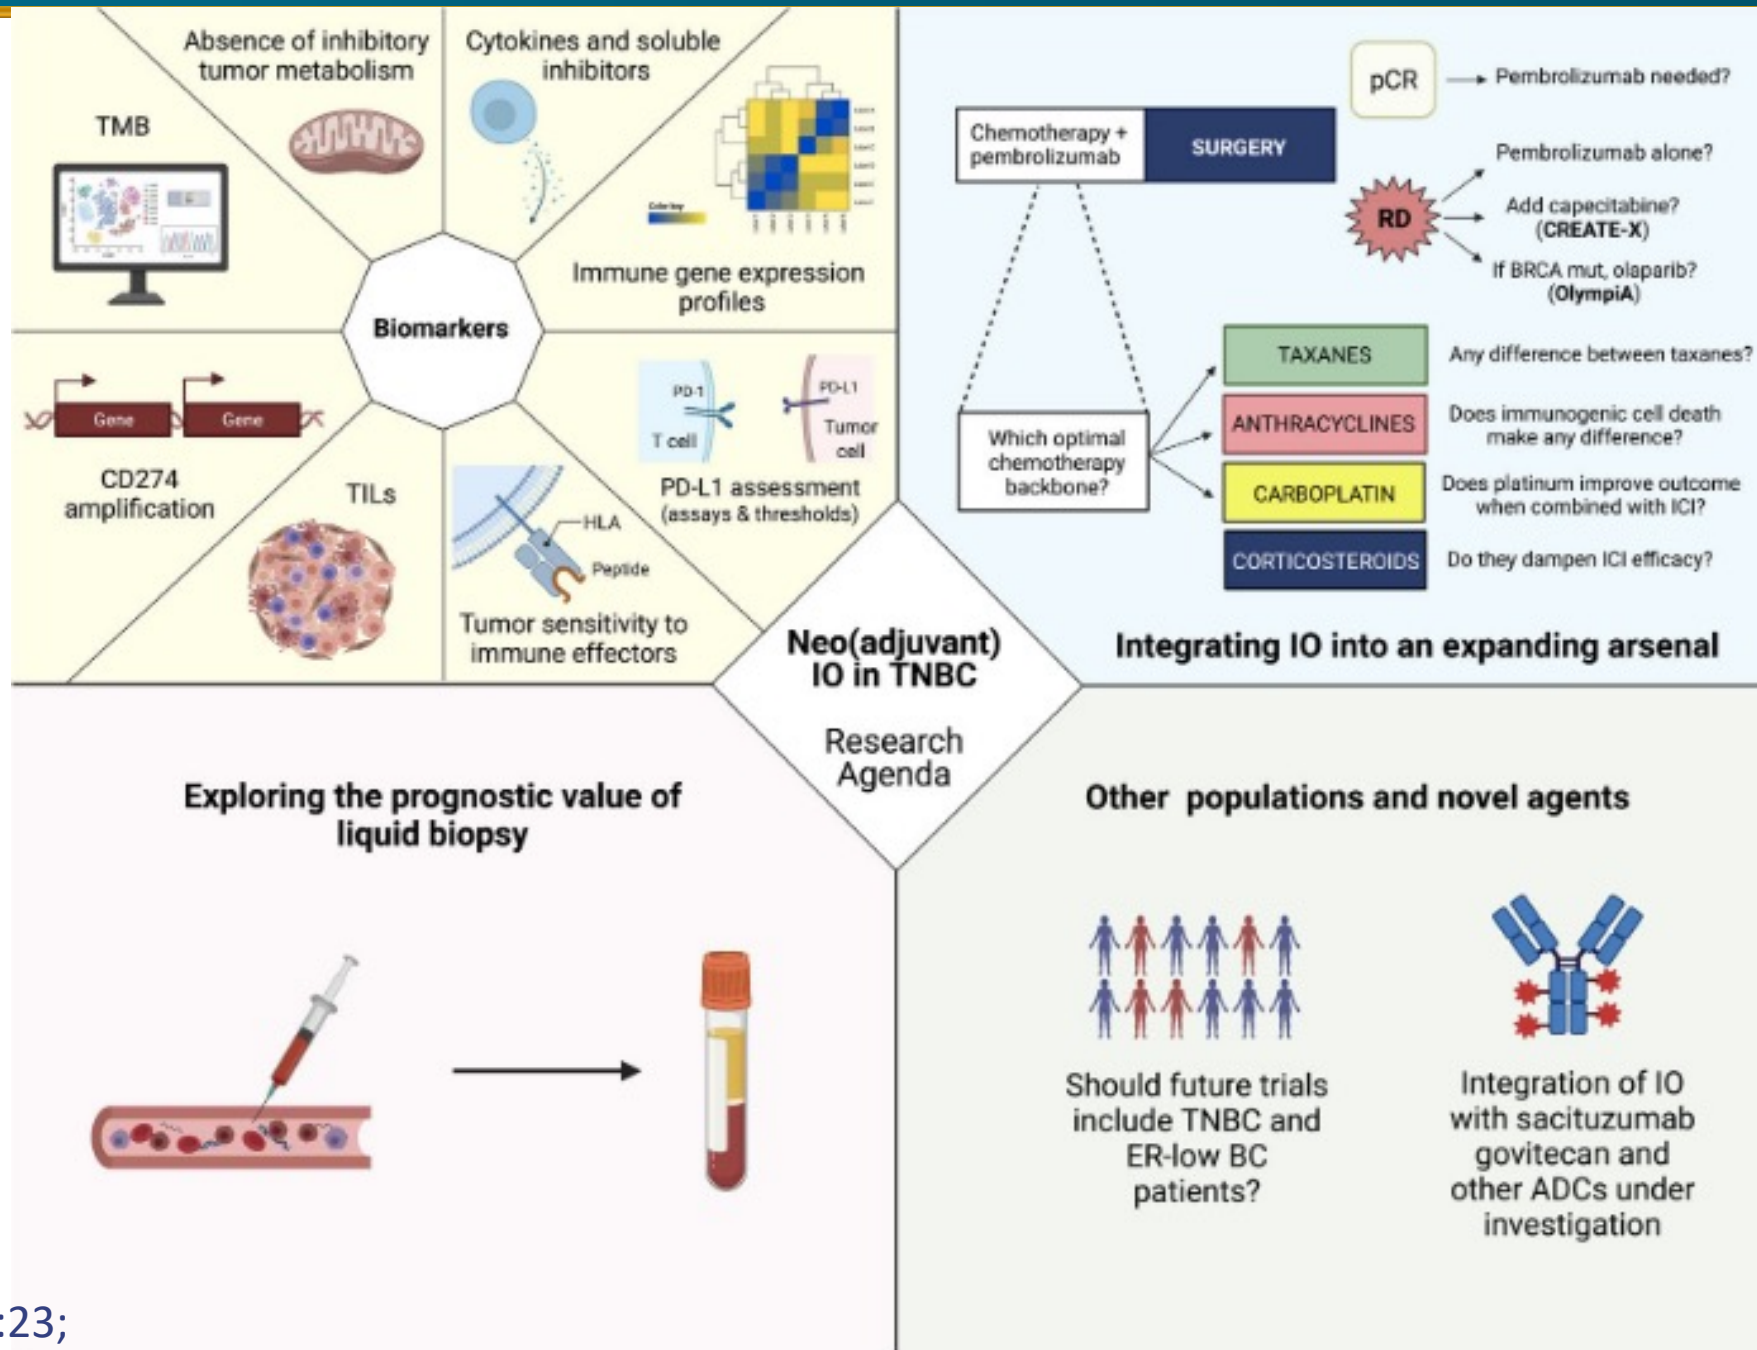 Absence of inhibitory
tumor metabolism
Cytokines and soluble
inhibitors
TMB
Color key
Immune gene expression
profiles
Biomarkers
Gene
Gene
CD274
amplification
TILs
HLA
Peptide
Tumor sensitivity to
immune effectors
PD-1
T cell
PD-L1
Tumor
cell
PD-L1 assessment
(assays & thresholds)
pCR
Pembrolizumab needed?
Chemotherapy +
pembrolizumab
SURGERY
RD
Pembrolizumab alone?
Add capecitabine?
(CREATE-X)
If BRCA mut, olaparib?
(OlympiA)
Which optimal
chemotherapy
backbone?
TAXANES
Any difference between taxanes?
ANTHRACYCLINES
Does immunogenic cell death
make any difference?
CARBOPLATIN
Does platinum improve outcome
when combined with ICI?
CORTICOSTEROIDS
Do they dampen ICI efficacy?
Integrating IO into an expanding arsenal
Neo(adjuvant)
IO in TNBC
Research
Agenda
Exploring the prognostic value of
liquid biopsy
Other populations and novel agents
Should future trials
include TNBC and
ER-low BC
patients?
Integration of IO
with sacituzumab
govitecan and
other ADCs under
investigation
:23;